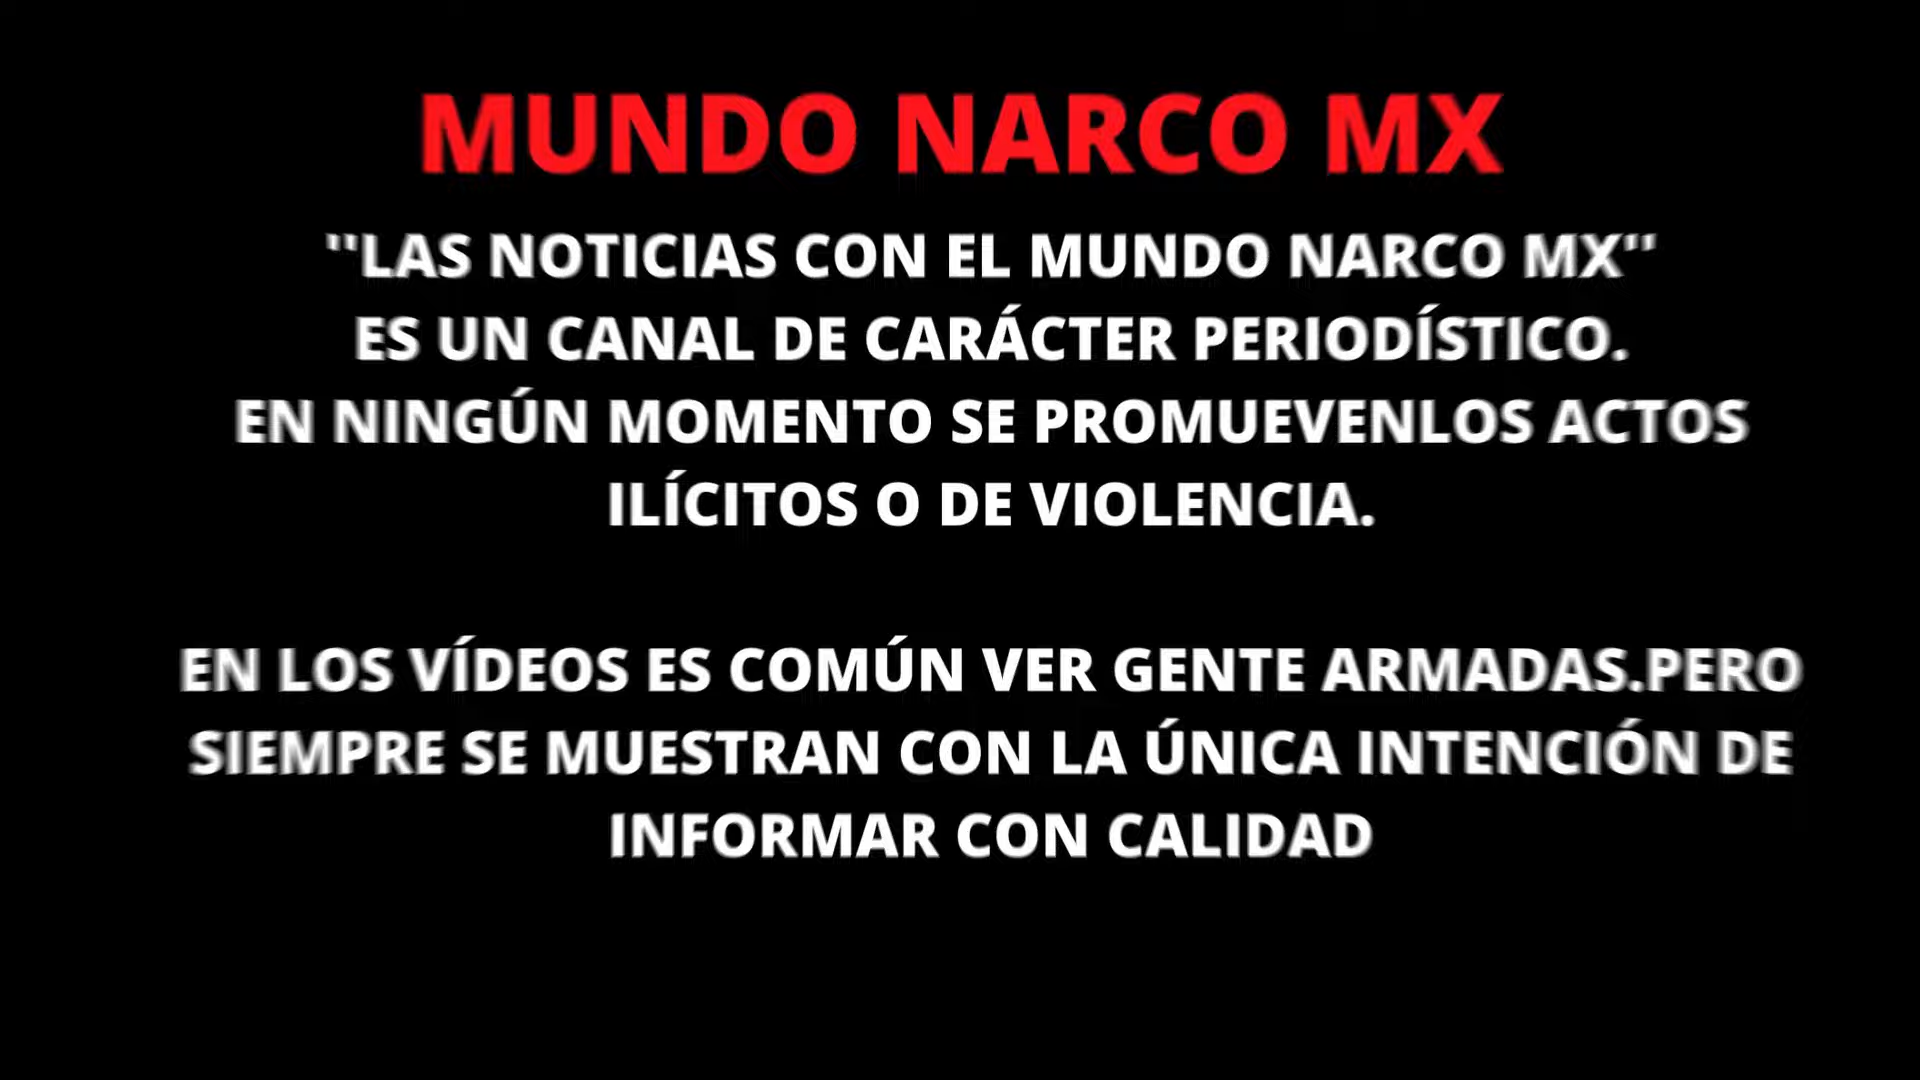 MUNDO NARCO MX
"LAS NOTICIAS CON EL MUNDO NARCO MX"
ES UN CANAL DE CARÁCTER PERIODÍSTICO.
EN NINGÚN MOMENTO SE PROMUEVENLOS ACTOS
ILÍCITOS O DE VIOLENCIA.
EN LOS VÍDEOS ES COMÚN VER GENTE ARMADAS.PERO
SIEMPRE SE MUESTRAN CON LA ÚNICA INTENCIÓN DE
INFORMAR CON CALIDAD